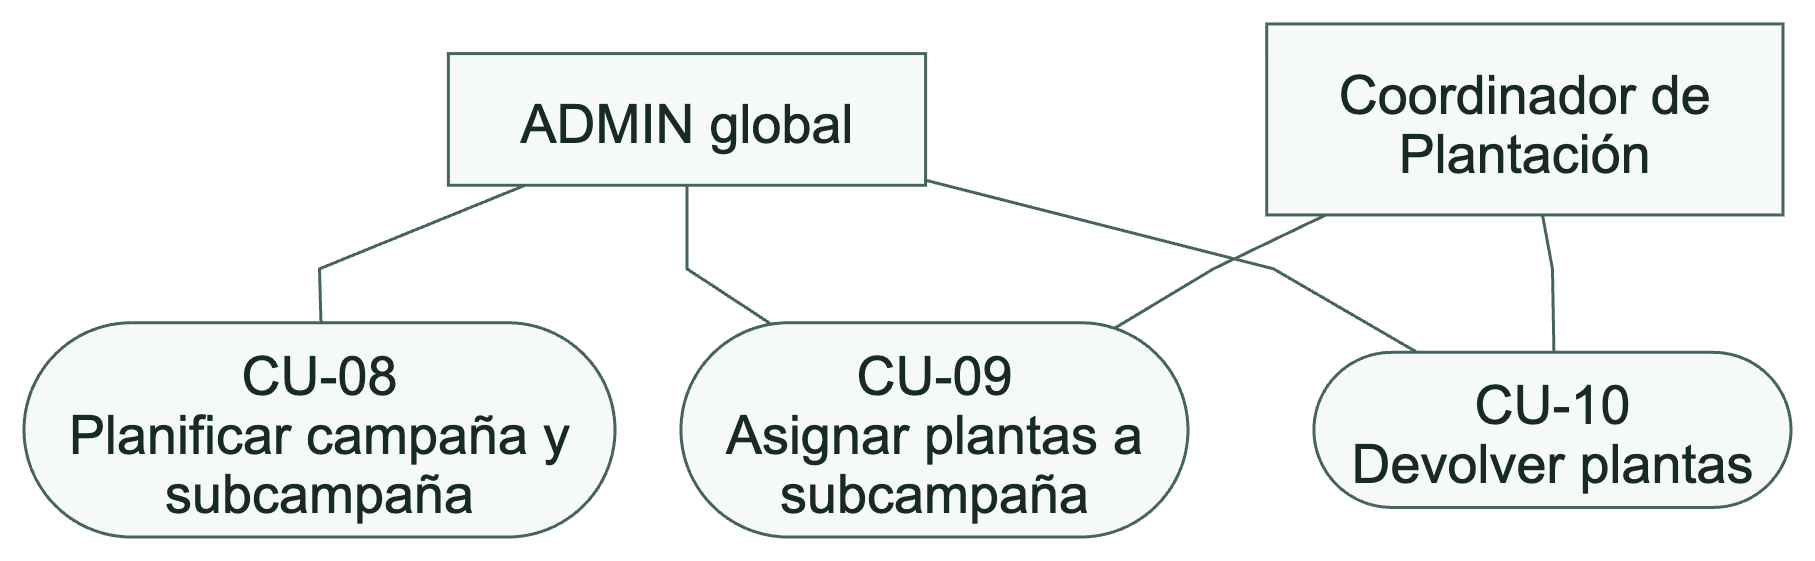 ADMIN global
Coordinador de
Plantación
CU-08
Planificar campaña y
subcampaña
CU-09
Asignar plantas a
subcampaña
CU-10
Devolver plantas